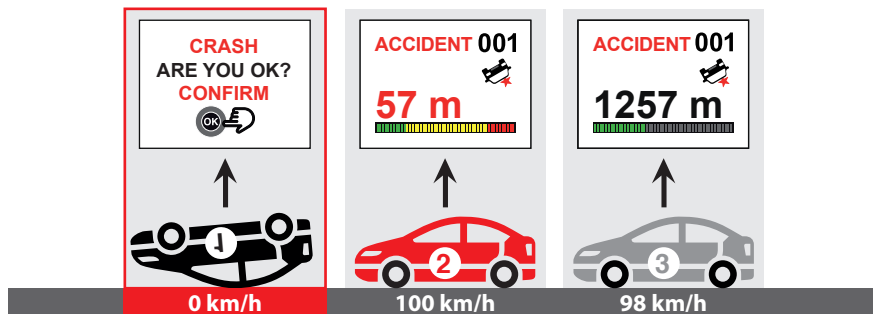 CRASH
ARE YOU OK?
CONFIRM
OK
1
0 km/h
ACCIDENT 001
57 m
2
100 km/h
ACCIDENT 001
1257 m
3
98 km/h